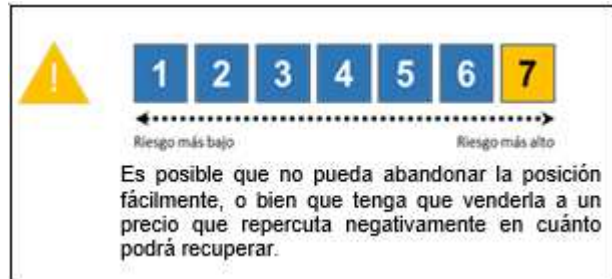 !
1 2 3 4 5 6 7
Riesgo más bajo Riesgo más alto
Es posible que no pueda abandonar la posición
fácilmente, o bien que tenga que venderla a un
precio que repercuta negativamente en cuánto
podrá recuperar.